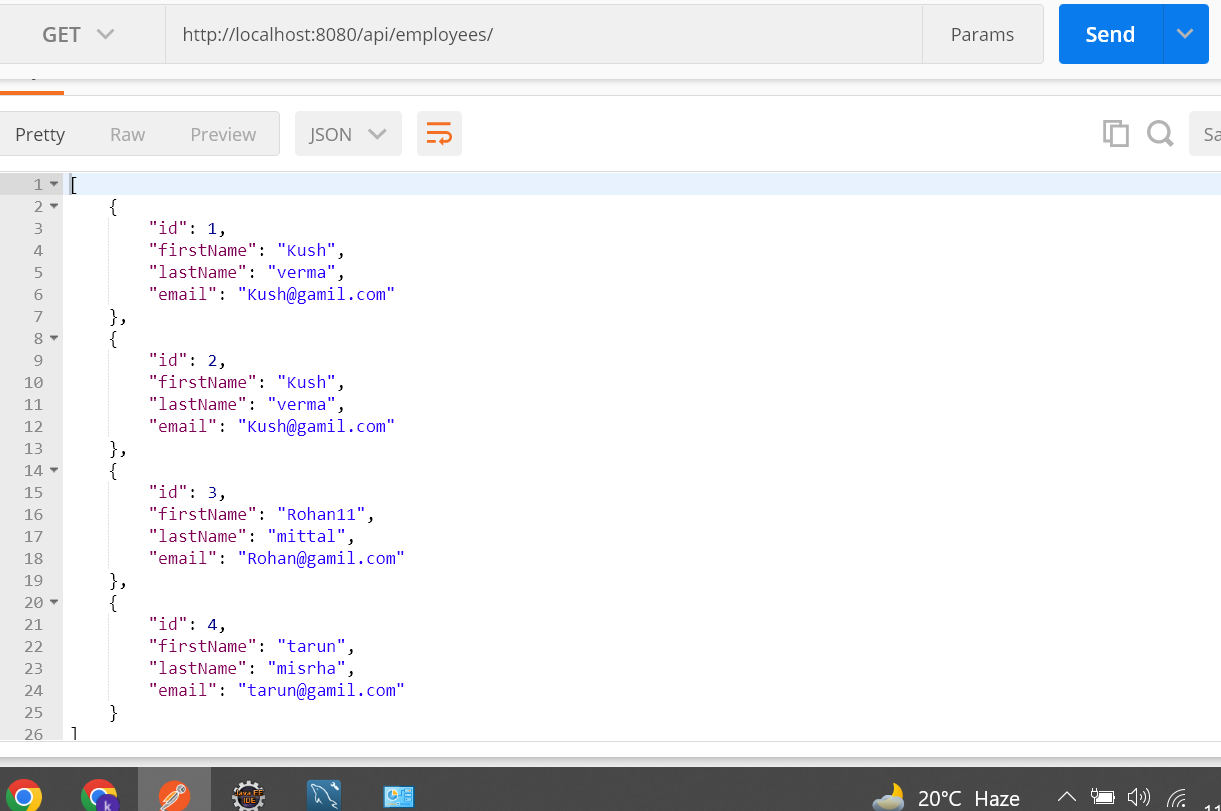 GET http://localhost:8080/api/employees/ Params Send
Pretty Raw Preview JSON
1 [
2 {
3 "id": 1,
4 "firstName": "Kush",
5 "lastName": "verma",
6 "email": "Kush@gamil.com"
7 },
8 {
9 "id": 2,
10 "firstName": "Kush",
11 "lastName": "verma",
12 "email": "Kush@gamil.com"
13 },
14 {
15 "id": 3,
16 "firstName": "Rohan11",
17 "lastName": "mittal",
18 "email": "Rohan@gamil.com"
19 },
20 {
21 "id": 4,
22 "firstName": "tarun",
23 "lastName": "misrha",
24 "email": "tarun@gamil.com"
25 }
26 ]
k Java EE IDE 20°C Haze